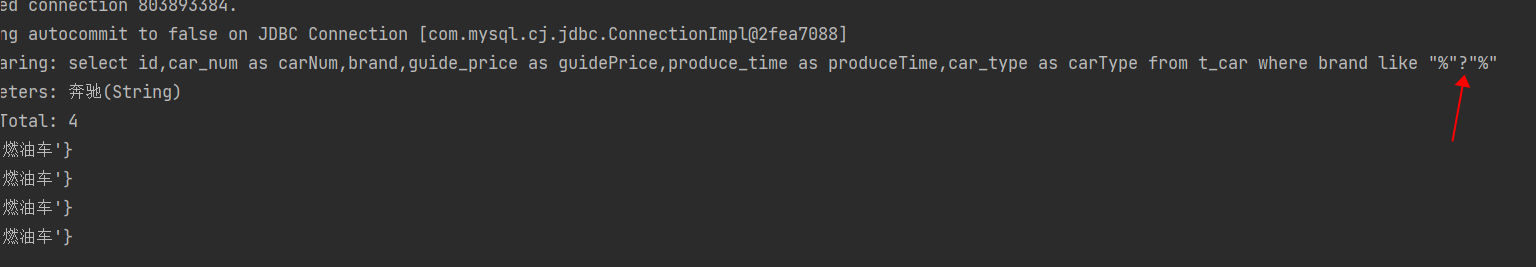 ed connection 803893384.
ng autocommit to false on JDBC Connection [com.mysql.cj.jdbc.ConnectionImpl@2fea7088]
aring: select id,car_num as carNum,brand,guide_price as guidePrice,produce_time as produceTime,car_type as carType from t_car where brand like "%"?"%"
eters: 奔驰(String)
Total: 4
燃油车'}
燃油车'}
燃油车'}
燃油车'}